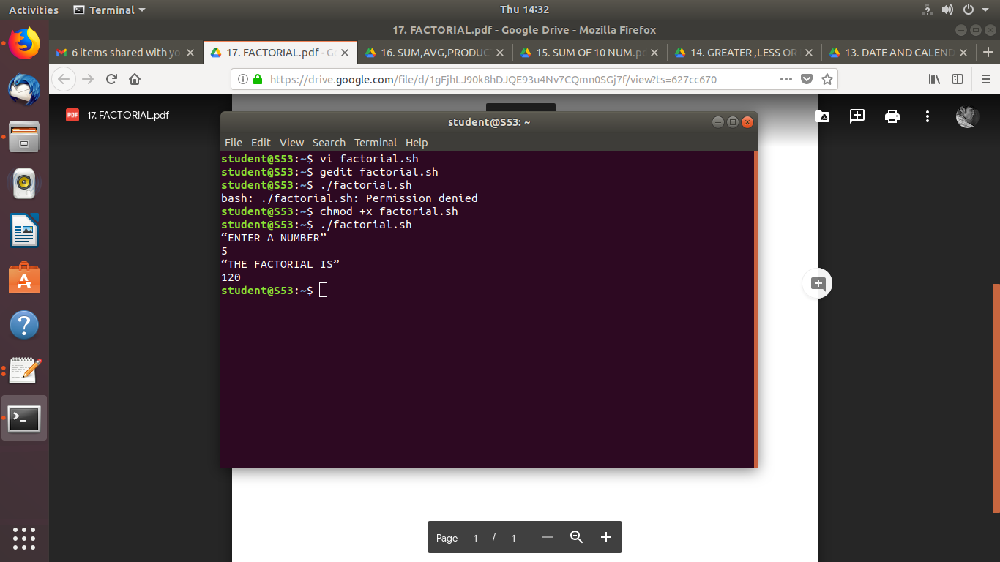 Activities Terminal Thu 14:32
17. FACTORIAL.pdf - Google Drive - Mozilla Firefox
6 items shared with yo 17. FACTORIAL.pdf - Go 16. SUM,AVG,PRODUC 15. SUM OF 10 NUM.p 14. GREATER ,LESS OR 13. DATE AND CALEND
https://drive.google.com/file/d/1gFjhLJ90k8hDJQE93u4Nv7CQmn0SGj7f/view?ts=627cc670
PDF 17. FACTORIAL.pdf
student@S53: ~
File Edit View Search Terminal Help
student@S53:~$ vi factorial.sh
student@S53:~$ gedit factorial.sh
student@S53:~$ ./factorial.sh
bash: ./factorial.sh: Permission denied
student@S53:~$ chmod +x factorial.sh
student@S53:~$ ./factorial.sh
“ENTER A NUMBER”
5
“THE FACTORIAL IS”
120
student@S53:~$
Page 1 / 1